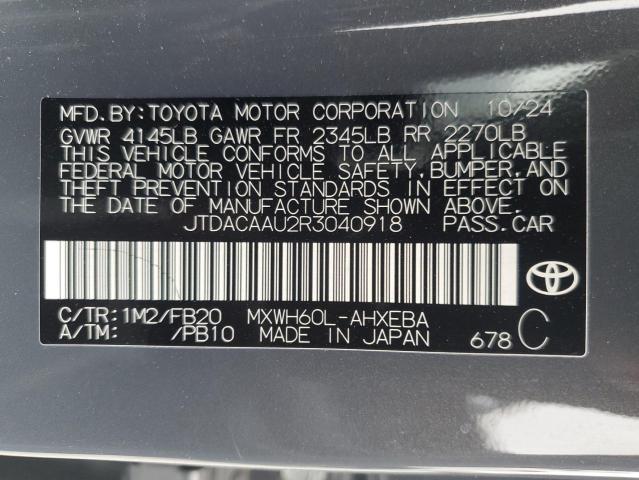 MFD.BY:TOYOTA MOTOR CORPORATION 10/24
GVWR 4145LB GAWR FR 2345LB RR 2270LB
THIS VEHICLE CONFORMS TO ALL APPLICABLE
FEDERAL MOTOR VEHICLE SAFETY,BUMPER,AND
THEFT PREVENTION STANDARDS IN EFFECT ON
THE DATE OF MANUFACTURE SHOWN ABOVE.
JTDACAAU2R3040918 PASS.CAR
C/TR:1M2/FB20 MXWH60L-AHXEBA
A/TM: /PB10 MADE IN JAPAN 678 C